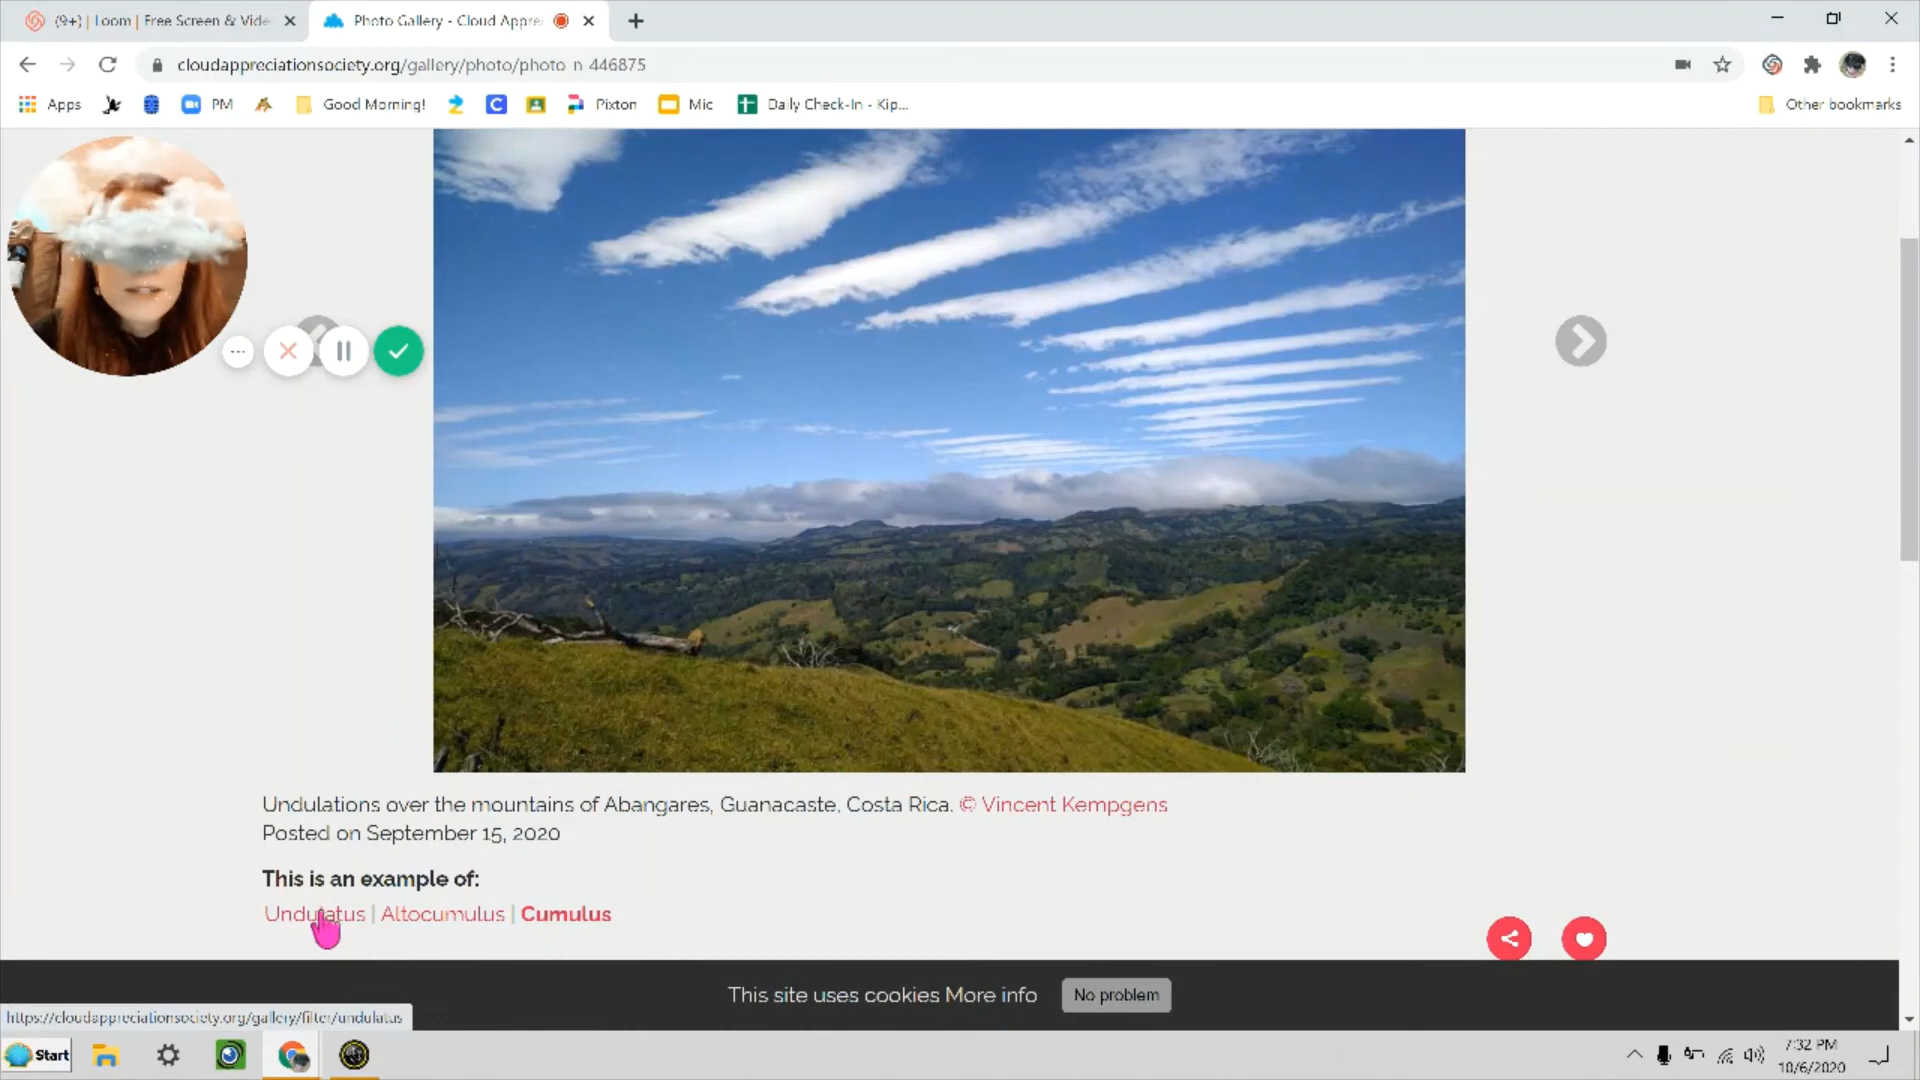 (9+) | Loom | Free Screen & Vide
Photo Gallery - Cloud Appre
cloudappreciationsociety.org/gallery/photo/photo-n-446875
Apps
PM
Good Morning!
C
Pixton
Mic
Daily Check-In - Kip...
Other bookmarks
Undulations over the mountains of Abangares, Guanacaste, Costa Rica. © Vincent Kempgens
Posted on September 15, 2020
This is an example of:
Undulatus | Altocumulus | Cumulus
This site uses cookies More info
No problem
https://cloudappreciationsociety.org/gallery/filter/undulatus
Start
7:32 PM
10/6/2020